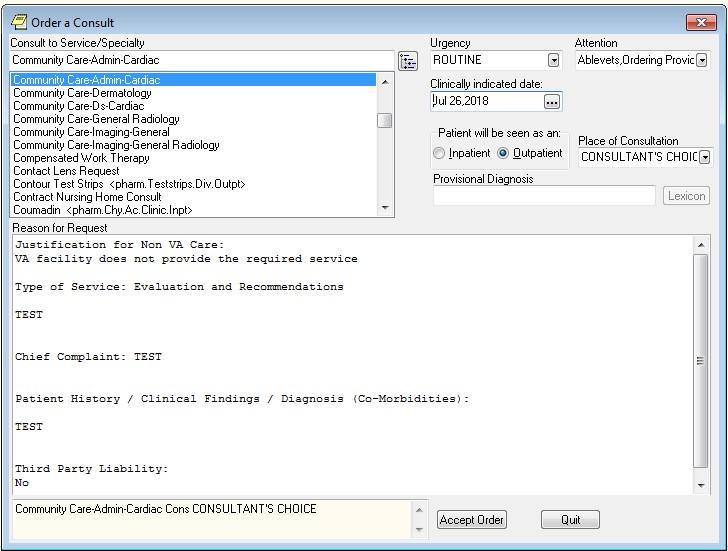 Order a Consult
Consult to Service/Specialty
Community Care-Admin-Cardiac
Community Care-Admin-Cardiac
Community Care-Dermatology
Community Care-Ds-Cardiac
Community Care-General Radiology
Community Care-Imaging-General
Community Care-Imaging-General Radiology
Compensated Work Therapy
Contact Lens Request
Contour Test Strips <pharm.Teststrips.Div.Outpt>
Contract Nursing Home Consult
Coumadin <pharm.Chy.Ac.Clinic.Inpt>
Urgency
ROUTINE
Attention
Ablevets,Ordering Provic
Clinically indicated date:
Jul 26,2018
...
Patient will be seen as an:
Inpatient
Outpatient
Place of Consultation
CONSULTANT'S CHOIC
Provisional Diagnosis
Lexicon
Reason for Request
Justification for Non VA Care:
VA facility does not provide the required service
Type of Service: Evaluation and Recommendations
TEST
Chief Complaint: TEST
Patient History / Clinical Findings / Diagnosis (Co-Morbidities):
TEST
Third Party Liability:
No
Community Care-Admin-Cardiac Cons CONSULTANT'S CHOICE
Accept Order
Quit